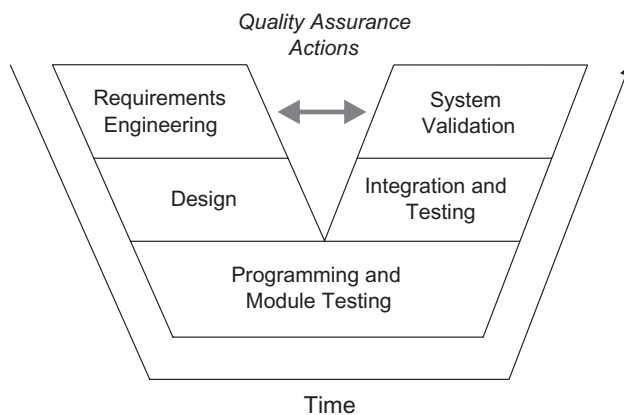 Quality Assurance
Actions
Requirements
Engineering
System
Validation
Design
Integration and
Testing
Programming and
Module Testing
Time